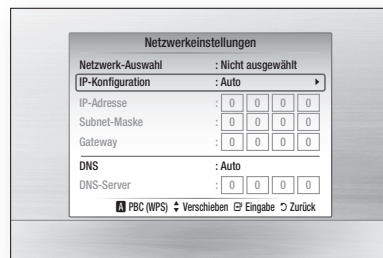 Netzwerkeinstellungen
Netzwerk-Auswahl : Nicht ausgewählt
IP-Konfiguration : Auto
IP-Adresse : 0 0 0 0
Subnet-Maske : 0 0 0 0
Gateway : 0 0 0 0
DNS : Auto
DNS-Server : 0 0 0 0
A PBC (WPS) Verschieben Eingabe Zurück